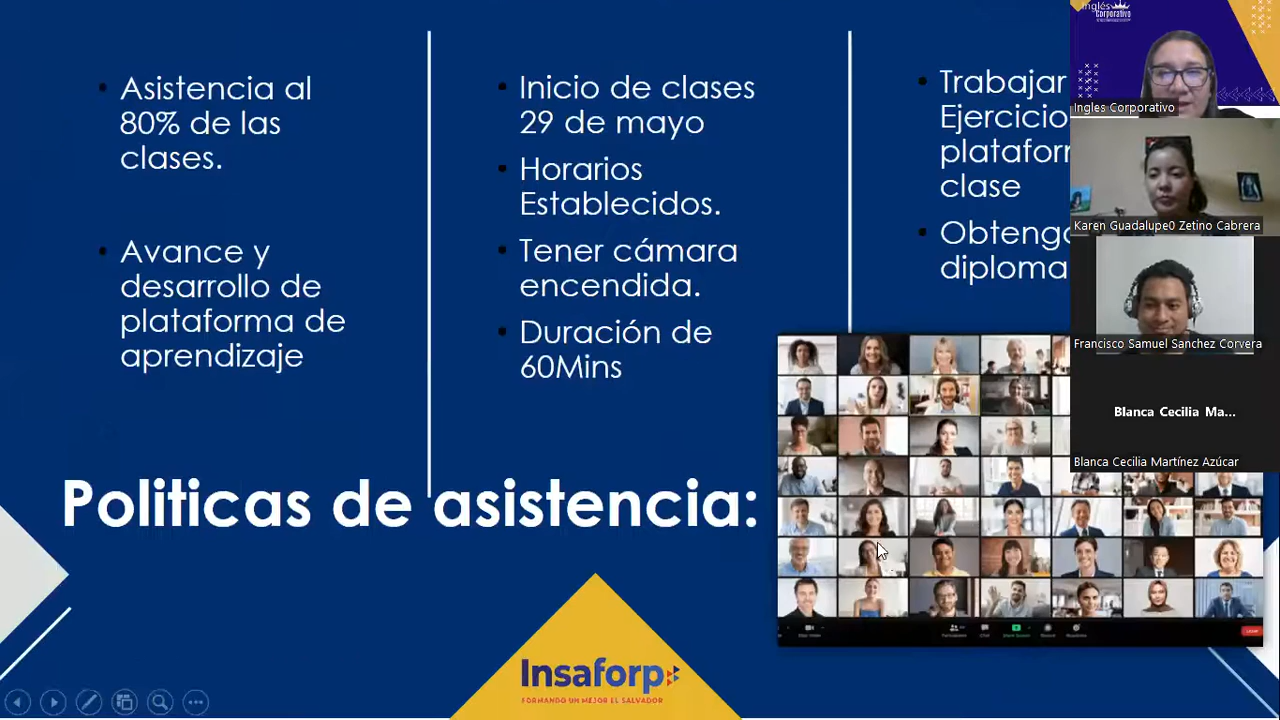 Asistencia al
80% de las
clases.
Avance y
desarrollo de
plataforma de
aprendizaje
Inicio de clases
29 de mayo
Horarios
Establecidos.
Tener cámara
encendida.
Duración de
60Mins
Trabajar
Ejercicio
platafor
clase
Obteng
diploma
Politicas de asistencia:
Insaforp
FORMANDO UN MEJOR EL SALVADOR
Inglés
corporativo
Ingles Corporativo
Karen Guadalupe0 Zetino Cabrera
Francisco Samuel Sanchez Corvera
Blanca Cecilia Ma...
Blanca Cecilia Martínez Azúcar